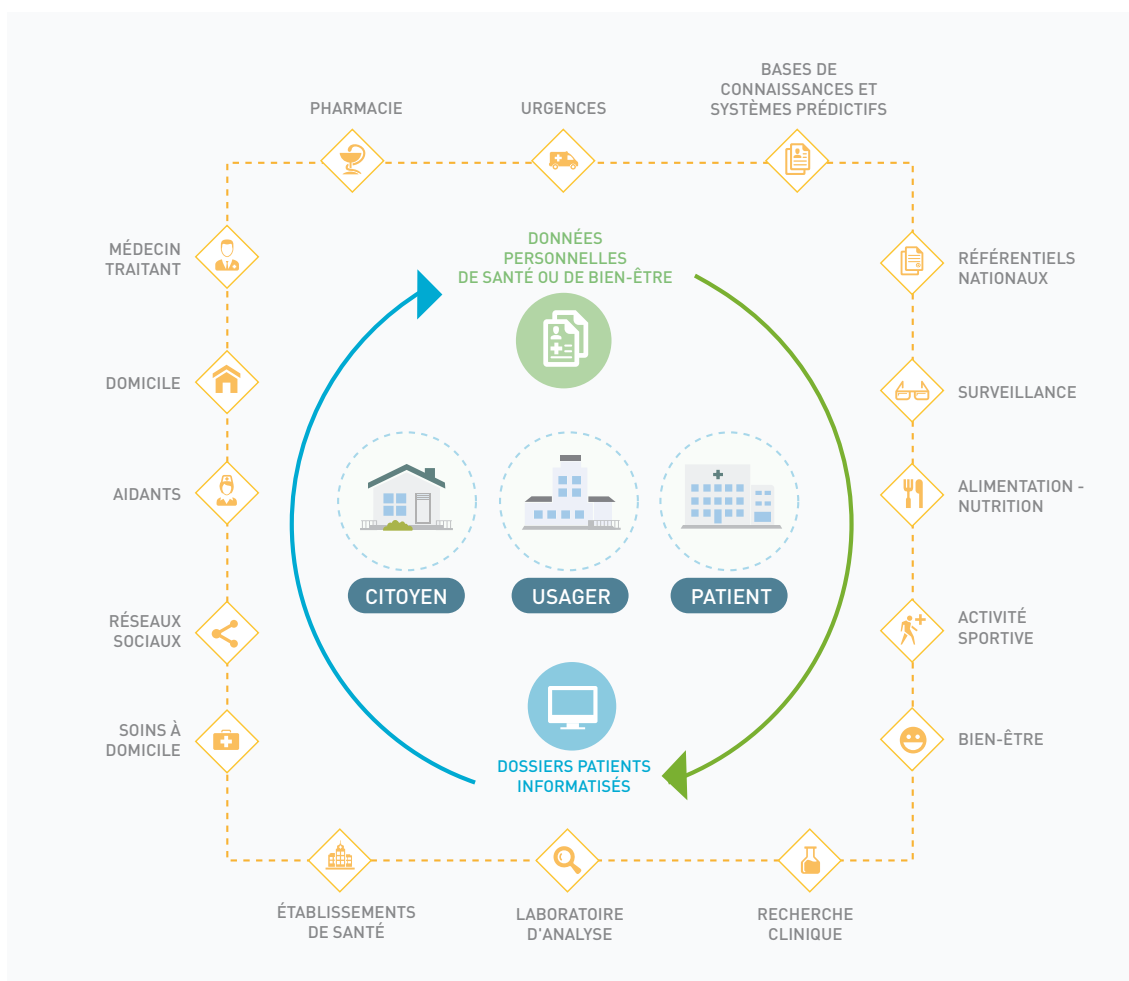 BASES DE
CONNAISSANCES ET
SYSTÈMES PRÉDICTIFS
PHARMACIE
URGENCES
MÉDECIN
TRAITANT
DOMICILE
AIDANTS
RÉSEAUX
SOCIAUX
SOINS À
DOMICILE
DONNÉES
PERSONNELLES
DE SANTÉ OU DE BIEN-ÊTRE
CITOYEN
USAGER
PATIENT
DOSSIERS PATIENTS
INFORMATISÉS
RÉFÉRENTIELS
NATIONAUX
SURVEILLANCE
ALIMENTATION -
NUTRITION
ACTIVITÉ
SPORTIVE
BIEN-ÊTRE
ÉTABLISSEMENTS
DE SANTÉ
LABORATOIRE
D'ANALYSE
RECHERCHE
CLINIQUE